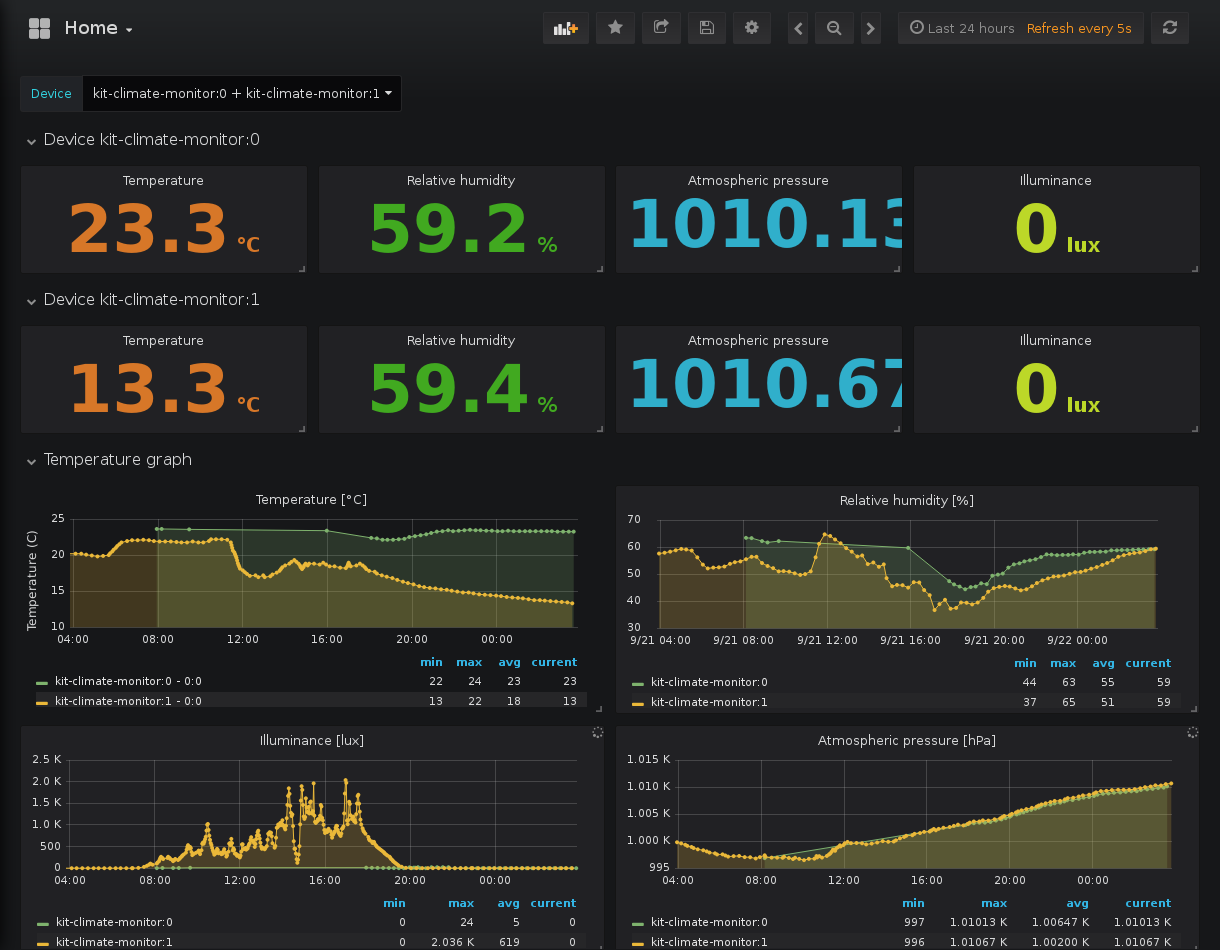 Home
Last 24 hours Refresh every 5s
Device kit-climate-monitor:0 + kit-climate-monitor:1
Device kit-climate-monitor:0
Temperature Relative humidity Atmospheric pressure Illuminance
23.3 °C 59.2 % 1010.13 0 lux
Device kit-climate-monitor:1
Temperature Relative humidity Atmospheric pressure Illuminance
13.3 °C 59.4 % 1010.67 0 lux
Temperature graph
Temperature [°C]
Temperature (C)
25
20
15
10
04:00 08:00 12:00 16:00 20:00 00:00
min max avg current
kit-climate-monitor:0 - 0:0 22 24 23 23
kit-climate-monitor:1 - 0:0 13 22 18 13
Relative humidity [%]
70
60
50
40
30
9/21 04:00 9/21 08:00 9/21 12:00 9/21 16:00 9/21 20:00 9/22 00:00
min max avg current
kit-climate-monitor:0 44 63 55 59
kit-climate-monitor:1 37 65 51 59
Illuminance [lux]
2.5 K
2.0 K
1.5 K
1.0 K
500
0
04:00 08:00 12:00 16:00 20:00 00:00
min max avg current
kit-climate-monitor:0 0 24 5 0
kit-climate-monitor:1 0 2.036 K 619 0
Atmospheric pressure [hPa]
1.015 K
1.010 K
1.005 K
1.000 K
995
04:00 08:00 12:00 16:00 20:00 00:00
min max avg current
kit-climate-monitor:0 997 1.01013 K 1.00647 K 1.01013 K
kit-climate-monitor:1 996 1.01067 K 1.00200 K 1.01067 K